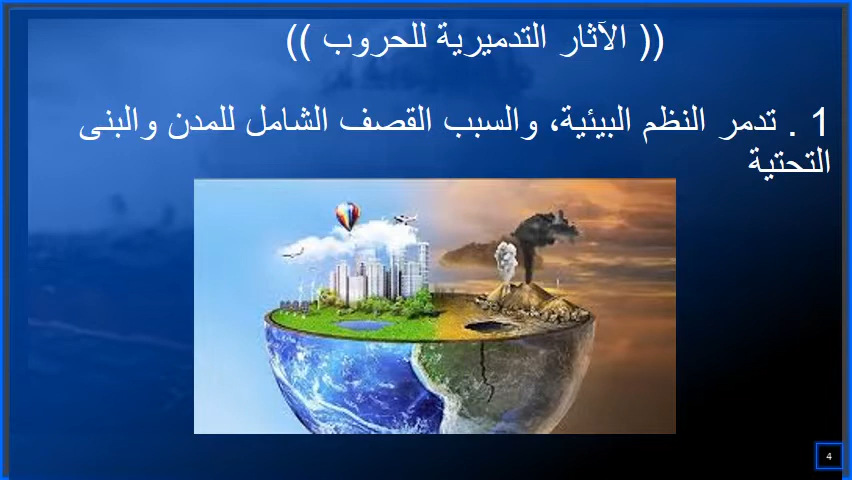 (( الآثار التدميرية للحروب ))
1 . تدمر النظم البيئية، والسبب القصف الشامل للمدن والبنى
التحتية
4